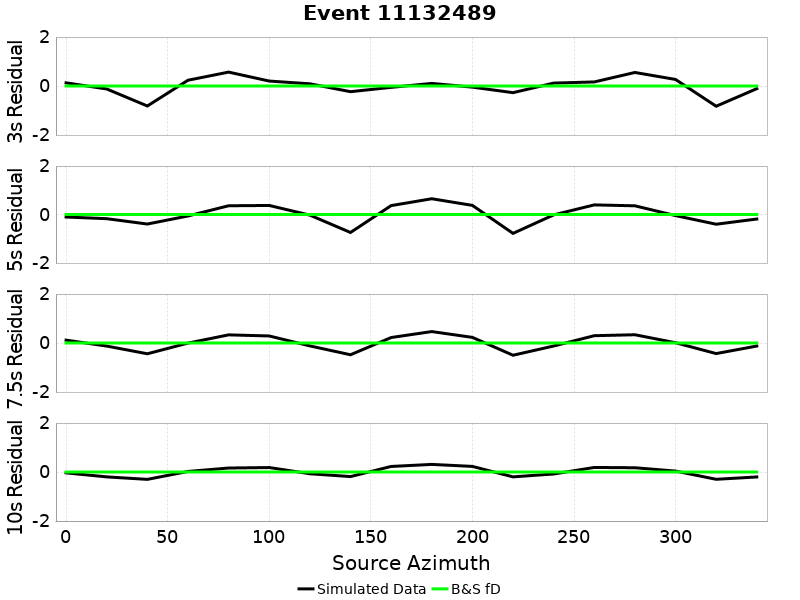 Event 11132489
3s Residual
2
0
-2
5s Residual
2
0
-2
7.5s Residual
2
0
-2
10s Residual
2
0
-2
0 50 100 150 200 250 300
Source Azimuth
Simulated Data B&S fD